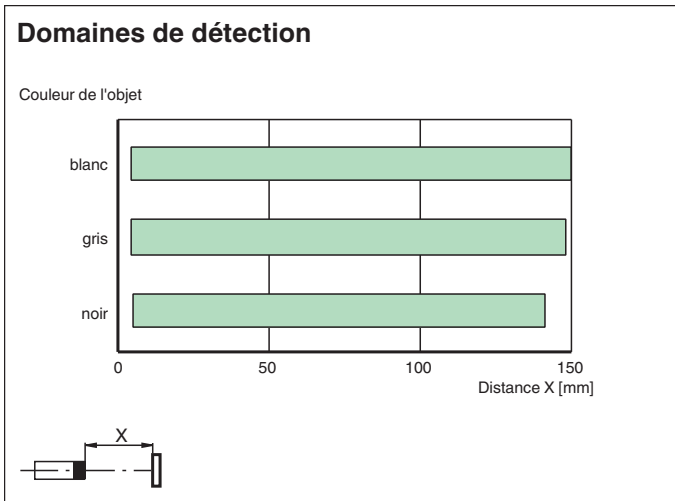 Domaines de détection
Couleur de l'objet
blanc
gris
noir
0 50 100 150
Distance X [mm]
X